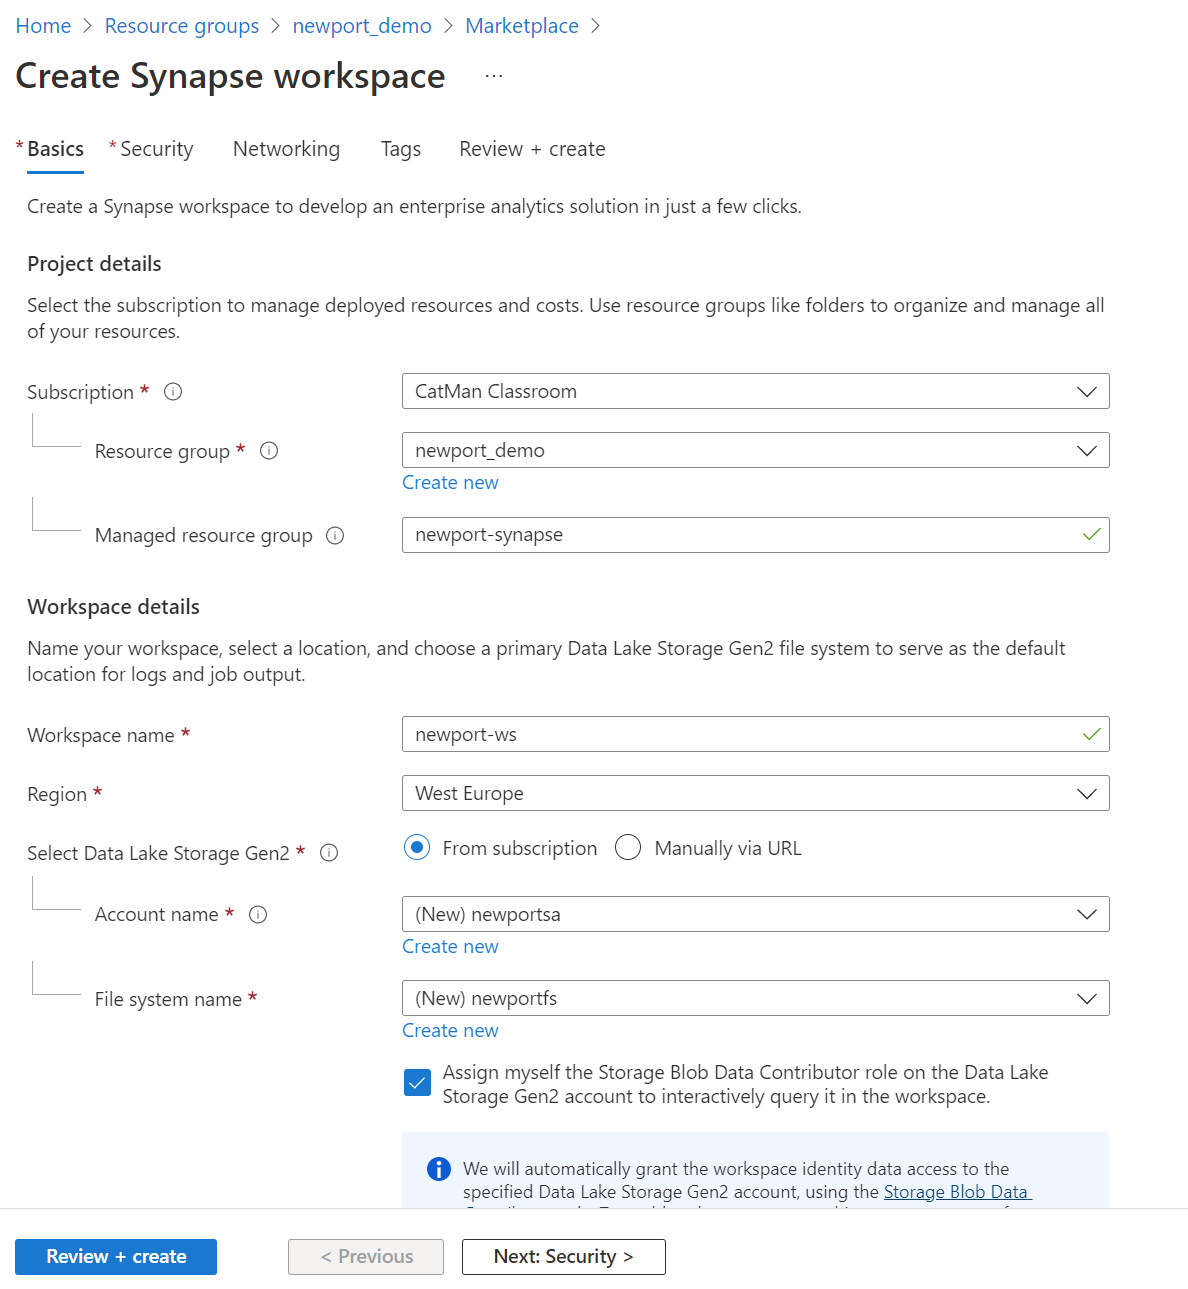 Home > Resource groups > newport_demo > Marketplace >
Create Synapse workspace ...
* Basics * Security Networking Tags Review + create
Create a Synapse workspace to develop an enterprise analytics solution in just a few clicks.
Project details
Select the subscription to manage deployed resources and costs. Use resource groups like folders to organize and manage all
of your resources.
Subscription * CatMan Classroom
Resource group * newport_demo
Create new
Managed resource group newport-synapse
Workspace details
Name your workspace, select a location, and choose a primary Data Lake Storage Gen2 file system to serve as the default
location for logs and job output.
Workspace name * newport-ws
Region * West Europe
Select Data Lake Storage Gen2 * From subscription Manually via URL
Account name * (New) newportsa
Create new
File system name * (New) newportfs
Create new
Assign myself the Storage Blob Data Contributor role on the Data Lake
Storage Gen2 account to interactively query it in the workspace.
We will automatically grant the workspace identity data access to the
specified Data Lake Storage Gen2 account, using the Storage Blob Data
Review + create < Previous Next: Security >